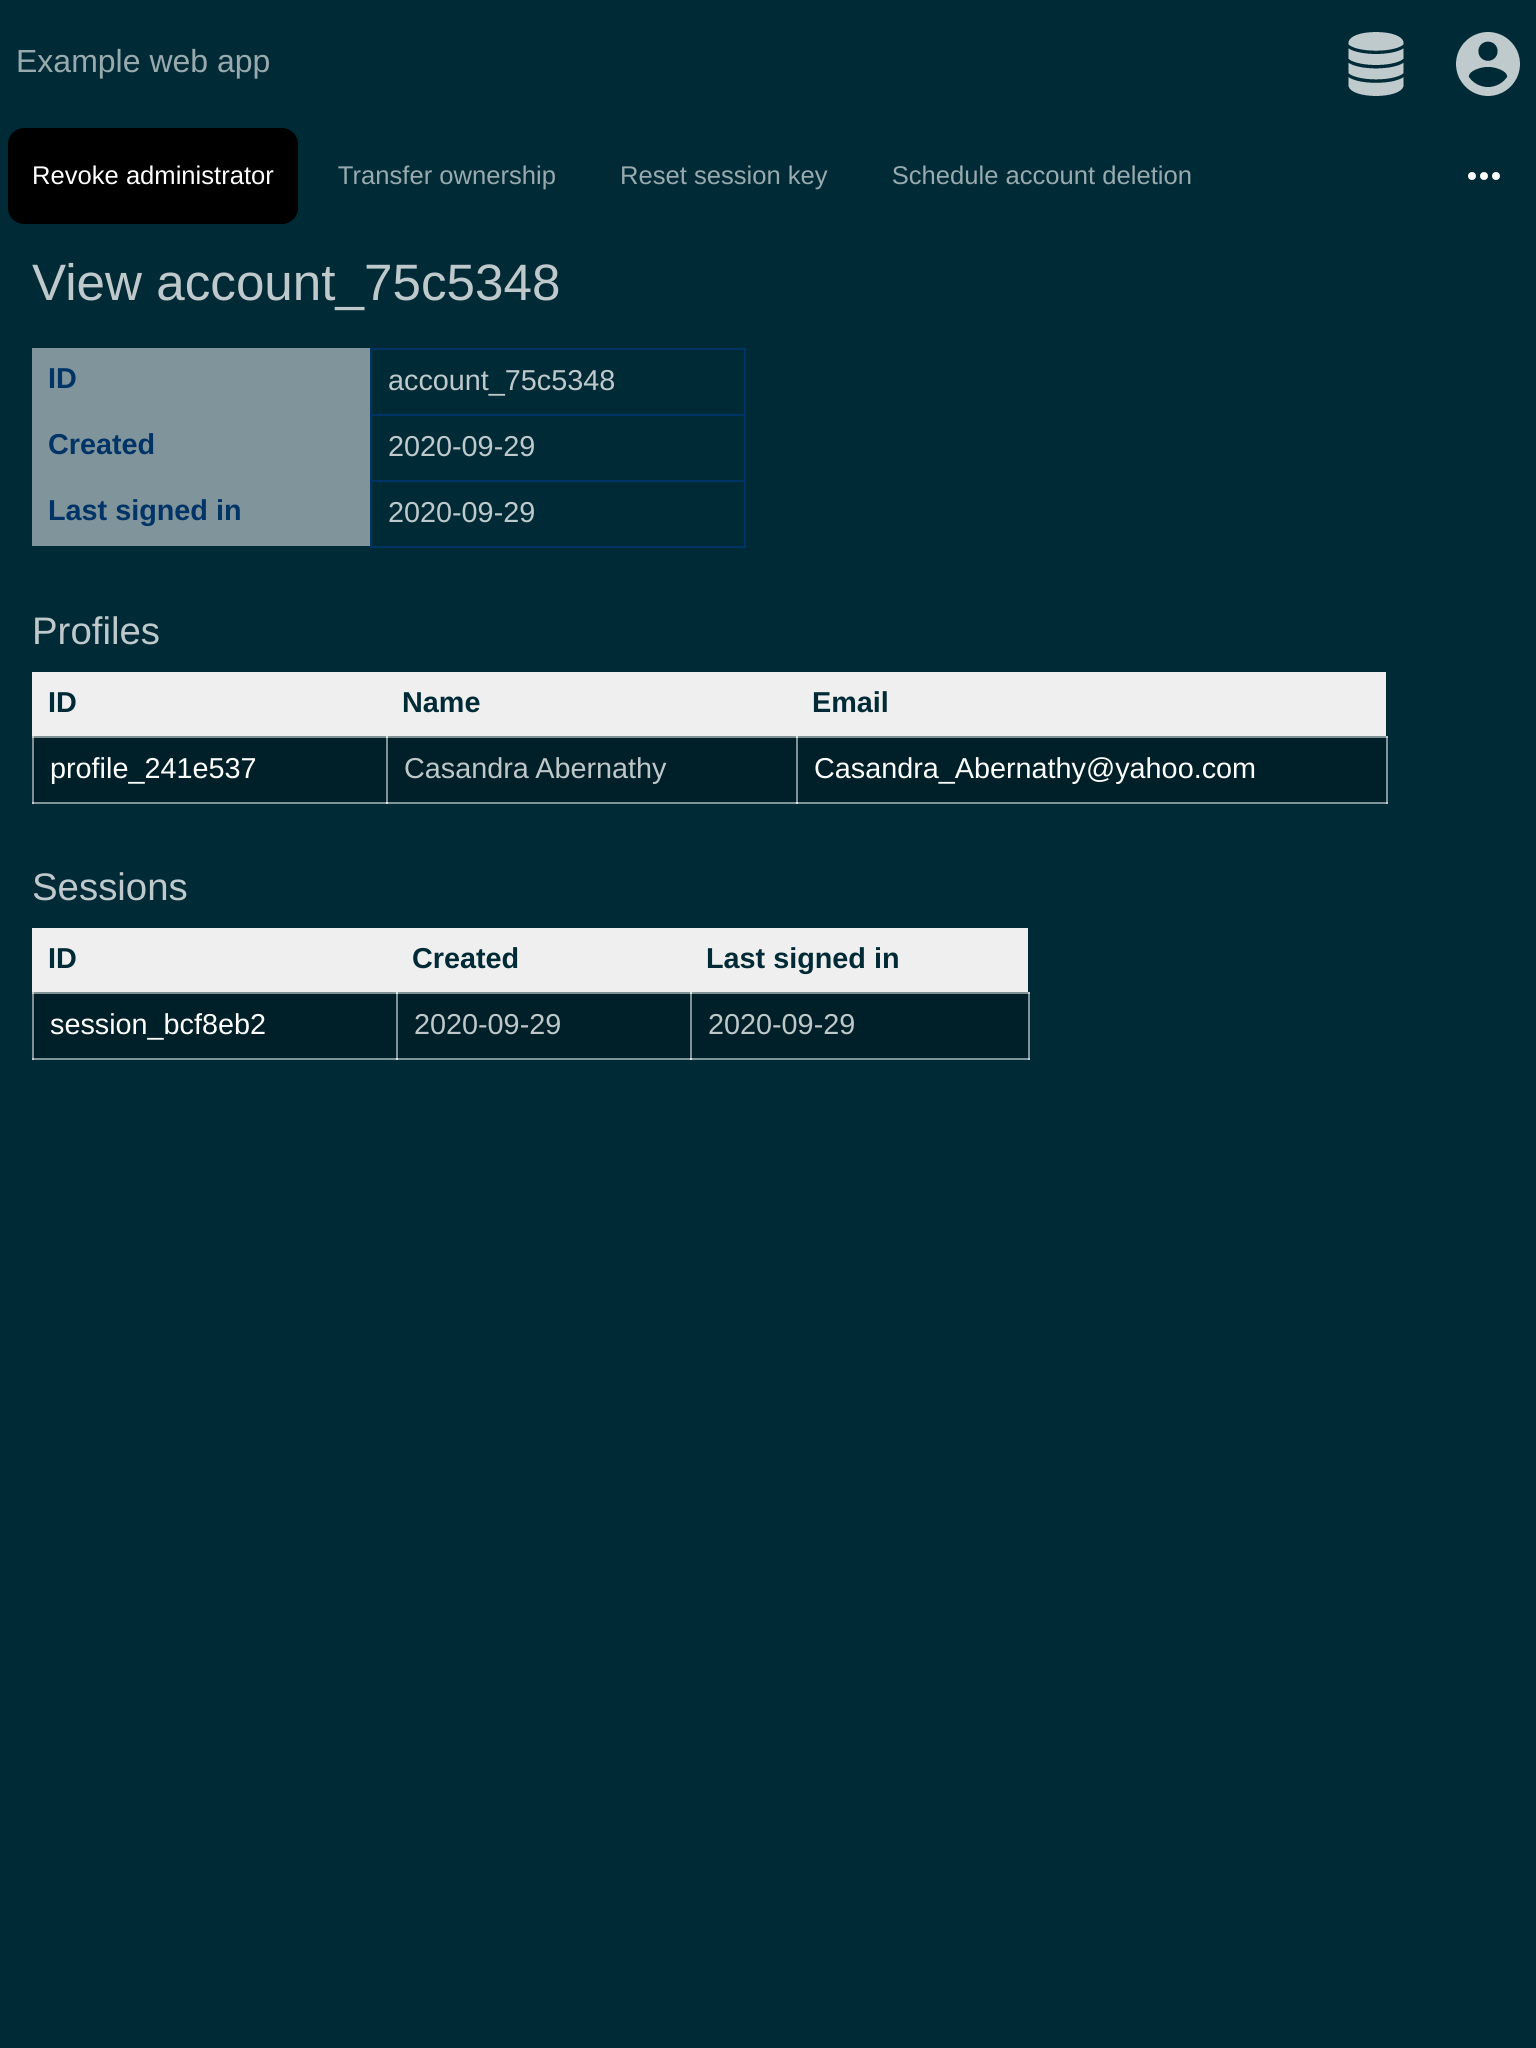 Example web app
Revoke administrator Transfer ownership Reset session key Schedule account deletion
View account_75c5348
ID account_75c5348
Created 2020-09-29
Last signed in 2020-09-29
Profiles
ID Name Email
profile_241e537 Casandra Abernathy Casandra_Abernathy@yahoo.com
Sessions
ID Created Last signed in
session_bcf8eb2 2020-09-29 2020-09-29